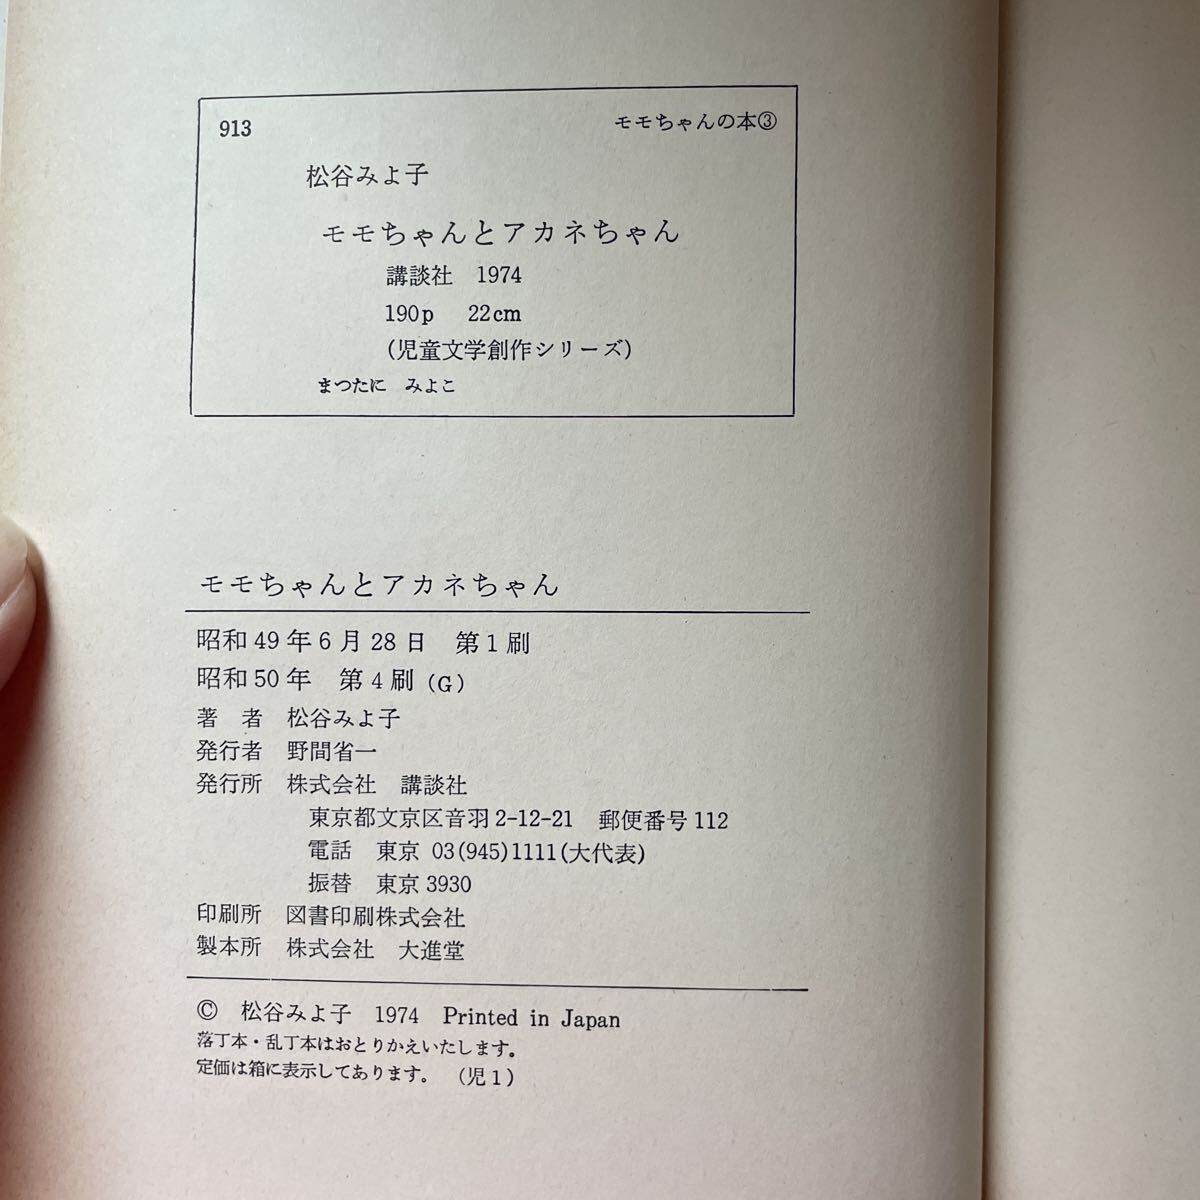 913　モモちゃんの本③
松谷みよ子
モモちゃんとアカネちゃん
講談社　1974
190p　22cm
(児童文学創作シリーズ)
まつたに　みよこ
モモちゃんとアカネちゃん
昭和49年6月28日　第1刷
昭和50年　第4刷(G)
著　者　松谷みよ子
発行者　野間省一
発行所　株式会社　講談社
東京都文京区音羽2-12-21　郵便番号112
電話　東京 03(945)1111(大代表)
振替　東京3930
印刷所　図書印刷株式会社
製本所　株式会社　大進堂
©　松谷みよ子　1974　Printed in Japan
落丁本・乱丁本はおとりかえいたします。
定価は箱に表示してあります。　(児1)